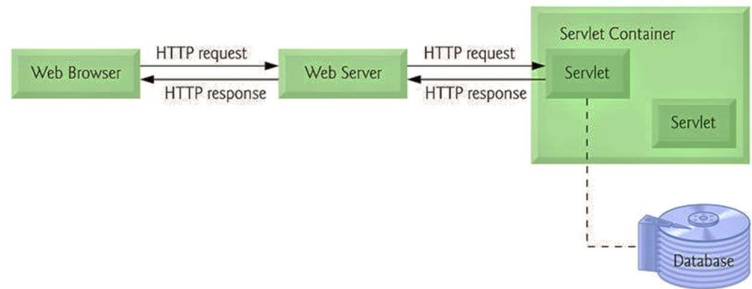 Web Browser
HTTP request
HTTP response
Web Server
HTTP request
HTTP response
Servlet Container
Servlet
Servlet
Database